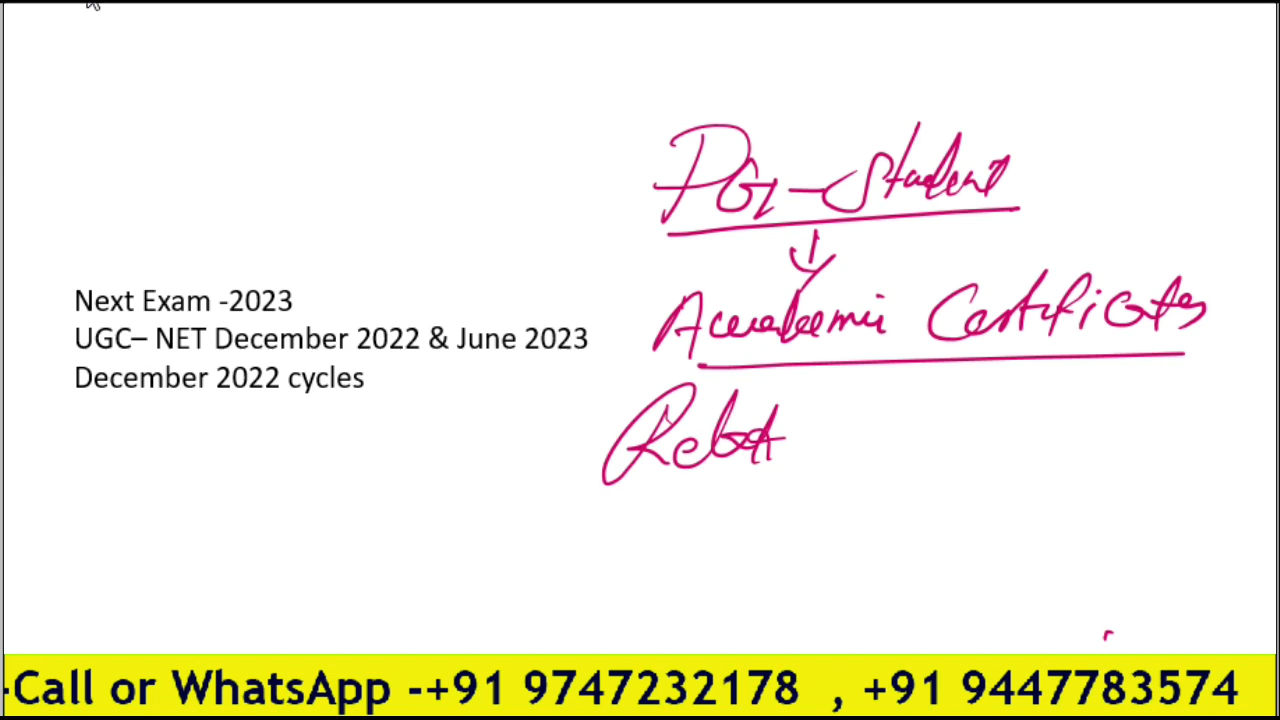 Next Exam -2023
UGC– NET December 2022 & June 2023
December 2022 cycles
PG-Student
Certificates
-Call or WhatsApp -+91 9747232178 , +91 9447783574